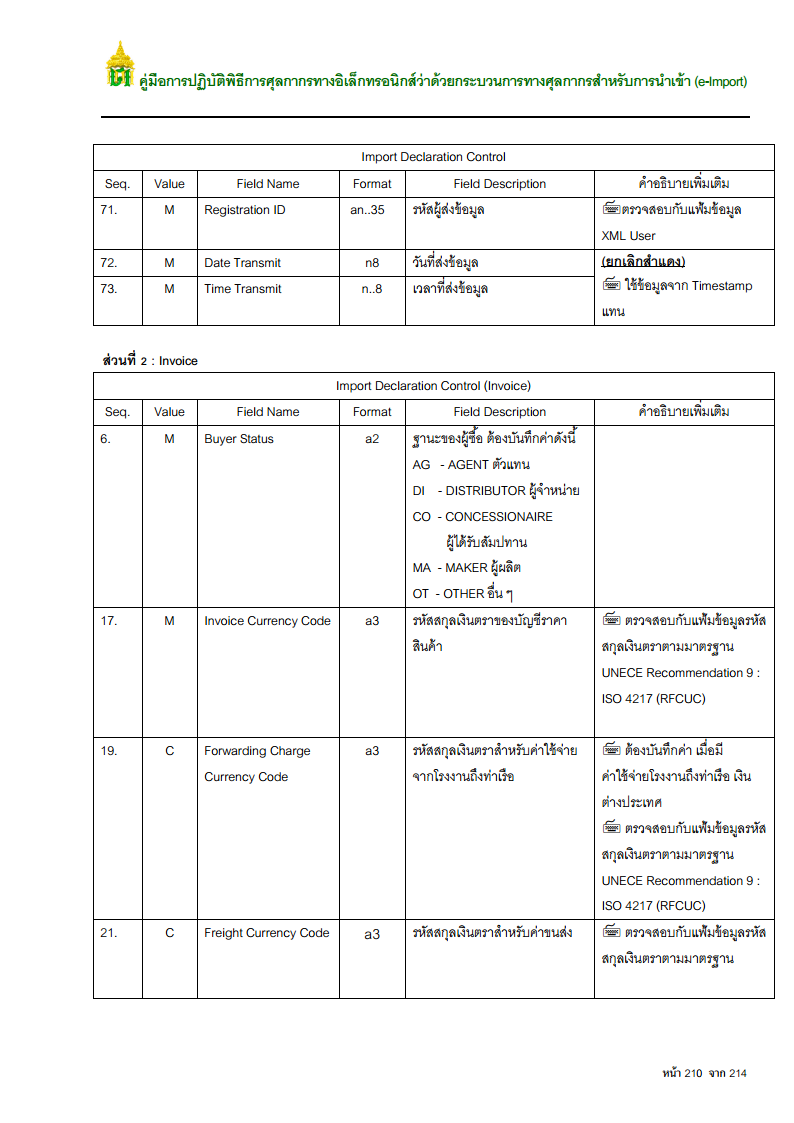 คู่มือการปฏิบัติพิธีการศุลกากรทางอิเล็กทรอนิกส์ว่าด้วยกระบวนการทางศุลกากรสำหรับการนำเข้า (e-Import)
Import Declaration Control
Seq. Value Field Name Format Field Description คำอธิบายเพิ่มเติม
71. M Registration ID an..35 รหัสผู้ส่งข้อมูล ตรวจสอบกับแฟ้มข้อมูล
XML User
72. M Date Transmit n8 วันที่ส่งข้อมูล (ยกเลิกสำแดง)
73. M Time Transmit n..8 เวลาที่ส่งข้อมูล ใช้ข้อมูลจาก Timestamp
แทน
ส่วนที่ 2 : Invoice
Import Declaration Control (Invoice)
Seq. Value Field Name Format Field Description คำอธิบายเพิ่มเติม
6. M Buyer Status a2 ฐานะของผู้ซื้อ ต้องบันทึกค่าดังนี้
AG - AGENT ตัวแทน
DI - DISTRIBUTOR ผู้จำหน่าย
CO - CONCESSIONAIRE
ผู้ได้รับสัมปทาน
MA - MAKER ผู้ผลิต
OT - OTHER อื่น ๆ
17. M Invoice Currency Code a3 รหัสสกุลเงินตราของบัญชีราคา ตรวจสอบกับแฟ้มข้อมูลรหัส
สินค้า สกุลเงินตราตามมาตรฐาน
UNECE Recommendation 9 :
ISO 4217 (RFCUC)
19. C Forwarding Charge a3 รหัสสกุลเงินตราสำหรับค่าใช้จ่าย ต้องบันทึกค่า เมื่อมี
Currency Code จากโรงงานถึงท่าเรือ ค่าใช้จ่ายโรงงานถึงท่าเรือ เงิน
ต่างประเทศ
ตรวจสอบกับแฟ้มข้อมูลรหัส
สกุลเงินตราตามมาตรฐาน
UNECE Recommendation 9 :
ISO 4217 (RFCUC)
21. C Freight Currency Code a3 รหัสสกุลเงินตราสำหรับค่าขนส่ง ตรวจสอบกับแฟ้มข้อมูลรหัส
สกุลเงินตราตามมาตรฐาน
หน้า 210 จาก 214